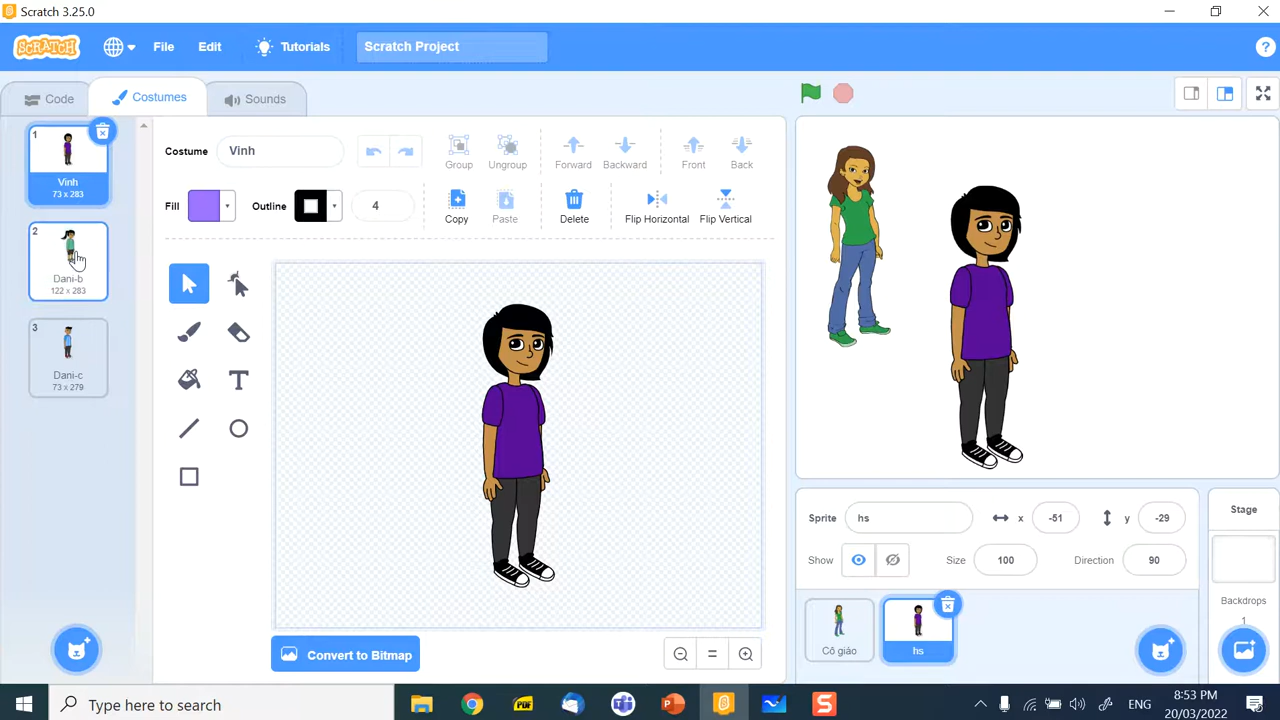 Scratch 3.25.0
SCRATCH
File
Edit
Tutorials
Scratch Project
?
Code
Costumes
Sounds
1
Vinh
73 x 283
2
Dani-b
122 x 283
3
Dani-c
73 x 279
Costume
Vinh
Group
Ungroup
Forward
Backward
Front
Back
Fill
Outline
4
Copy
Paste
Delete
Flip Horizontal
Flip Vertical
Convert to Bitmap
Sprite
hs
x
-51
y
-29
Show
Size
100
Direction
90
Cô giáo
hs
Stage
Backdrops
1
Type here to search
PDF
ENG
8:53 PM
20/03/2022